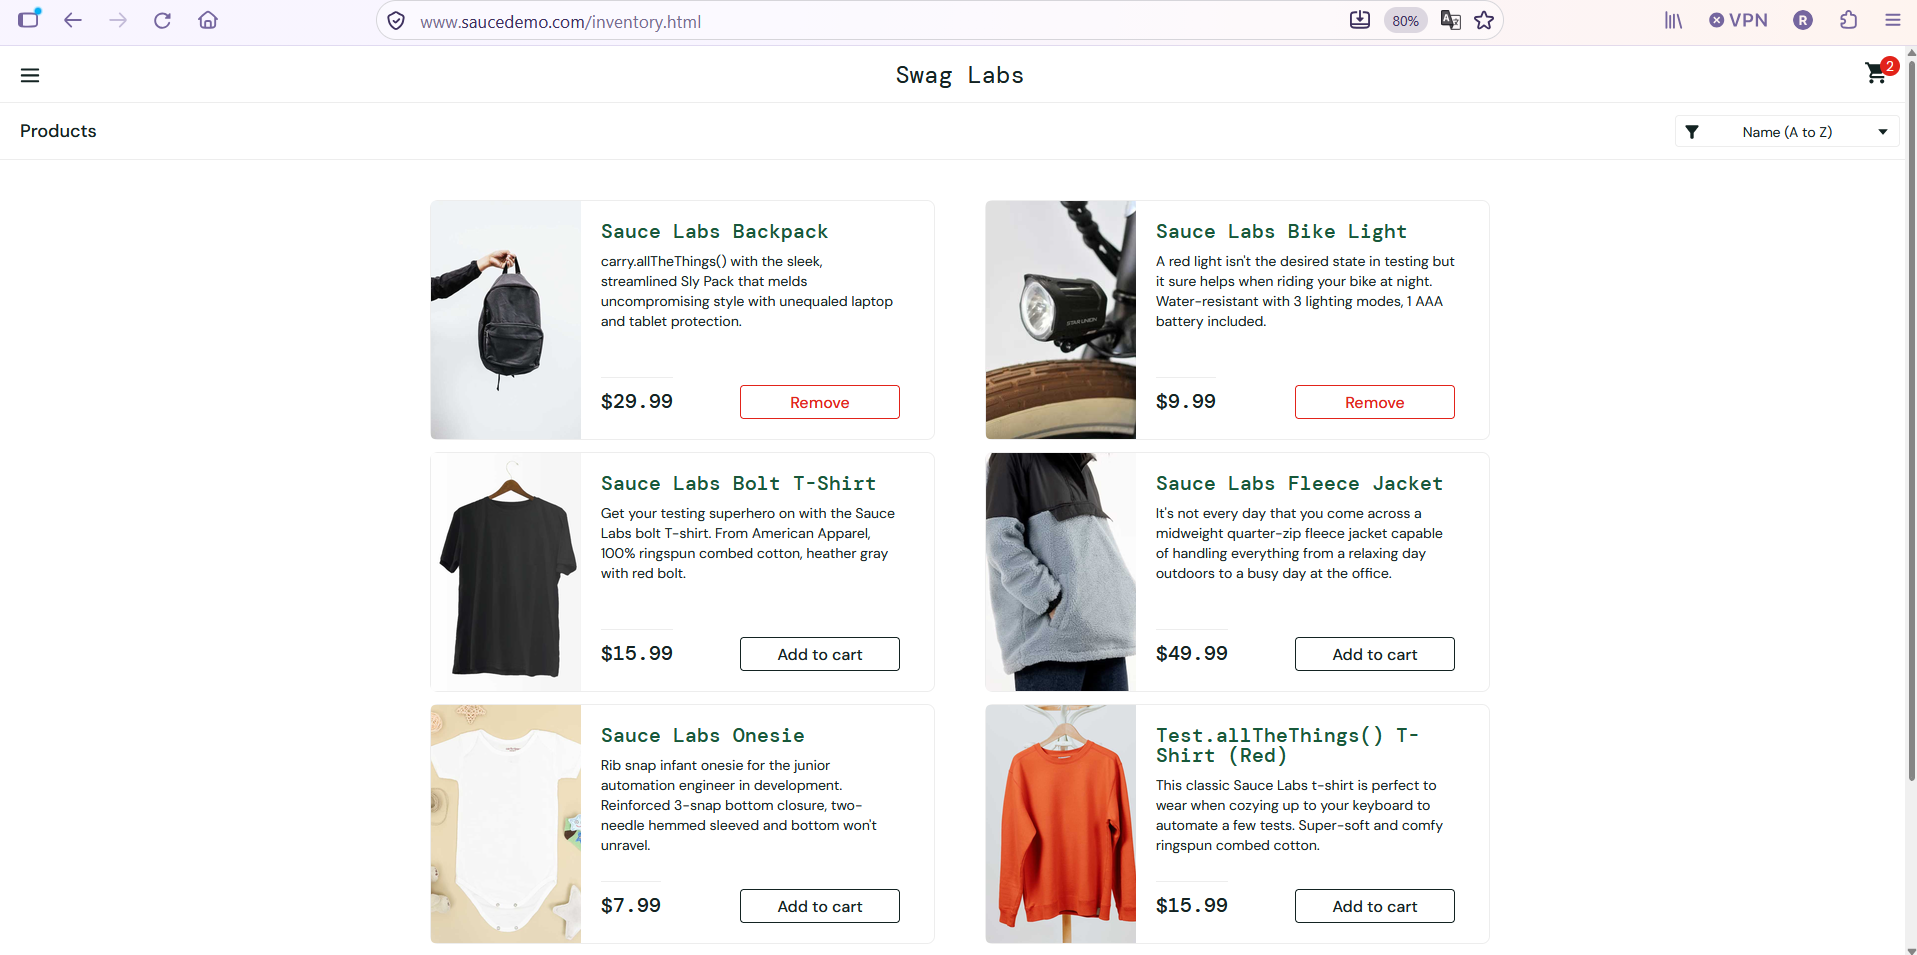 www.saucedemo.com/inventory.html
80%
VPN
R
Swag Labs
2
Products
Name (A to Z)
Sauce Labs Backpack
carry.allTheThings() with the sleek,
streamlined Sly Pack that melds
uncompromising style with unequaled laptop
and tablet protection.
$29.99
Remove
Sauce Labs Bike Light
A red light isn't the desired state in testing but
it sure helps when riding your bike at night.
Water-resistant with 3 lighting modes, 1 AAA
battery included.
$9.99
Remove
Sauce Labs Bolt T-Shirt
Get your testing superhero on with the Sauce
Labs bolt T-shirt. From American Apparel,
100% ringspun combed cotton, heather gray
with red bolt.
$15.99
Add to cart
Sauce Labs Fleece Jacket
It's not every day that you come across a
midweight quarter-zip fleece jacket capable
of handling everything from a relaxing day
outdoors to a busy day at the office.
$49.99
Add to cart
Sauce Labs Onesie
Rib snap infant onesie for the junior
automation engineer in development.
Reinforced 3-snap bottom closure, two-
needle hemmed sleeved and bottom won't
unravel.
$7.99
Add to cart
Test.allTheThings() T-
Shirt (Red)
This classic Sauce Labs t-shirt is perfect to
wear when cozying up to your keyboard to
automate a few tests. Super-soft and comfy
ringspun combed cotton.
$15.99
Add to cart